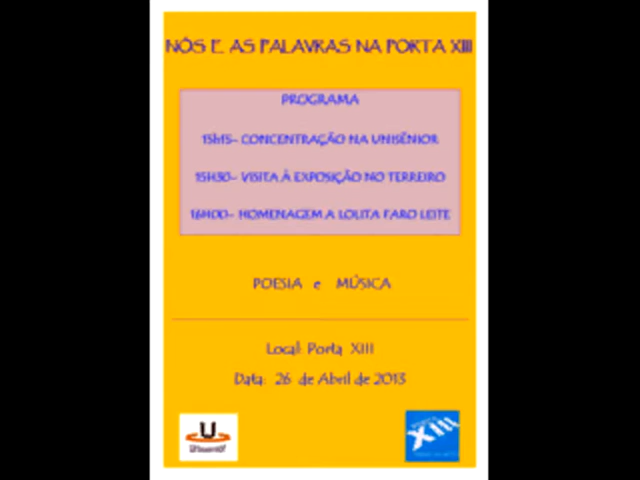 NÓS E AS PALAVRAS NA PORTA XIII
PROGRAMA
15h15- CONCENTRAÇÃO NA UNISÉNIOR
15H30- VISITA À EXPOSIÇÃO NO TERREIRO
16H00- HOMENAGEM A LOLITA FARO LEITE
POESIA e MÚSICA
Local: Porta XIII
Data: 26 de Abril de 2013
U
XIII